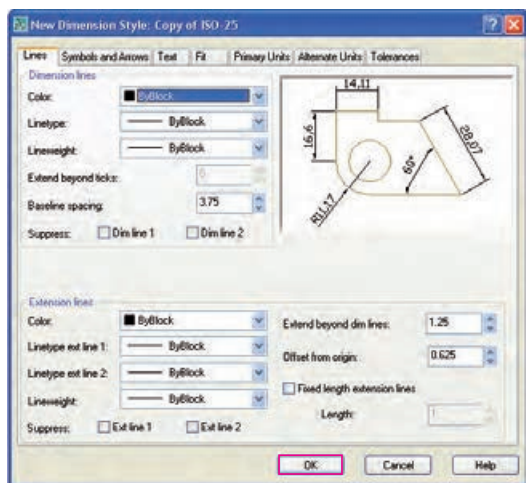 New Dimension Style: Copy of ISO-25
Lines Symbols and Arrows Text Fit Primary Units Alternate Units Tolerances
Dimension lines
Color: ByBlock
Linetype: ByBlock
Lineweight: ByBlock
Extend beyond ticks: 0
Baseline spacing: 3.75
Suppress: Dim line 1 Dim line 2
14,11
16,6
28,07
60°
R11,17
Extension lines
Color: ByBlock
Linetype ext line 1: ByBlock
Linetype ext line 2: ByBlock
Lineweight: ByBlock
Suppress: Ext line 1 Ext line 2
Extend beyond dim lines: 1.25
Offset from origin: 0.625
Fixed length extension lines
Length: 1
OK Cancel Help